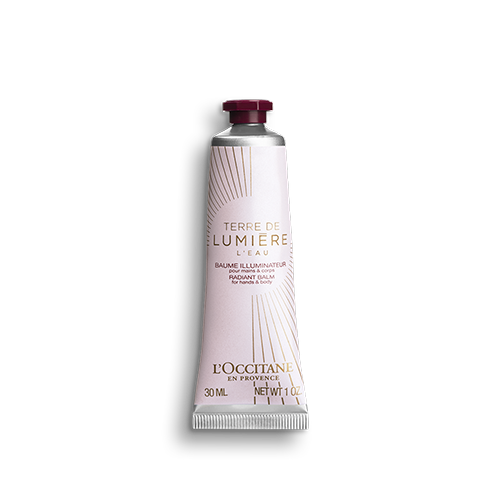 TERRE DE
LUMIÈRE
L'EAU
BAUME ILLUMINATEUR
pour mains & corps
RADIANT BALM
for hands & body
L'OCCITANE
EN PROVENCE
30 ML NET WT 1 OZ.